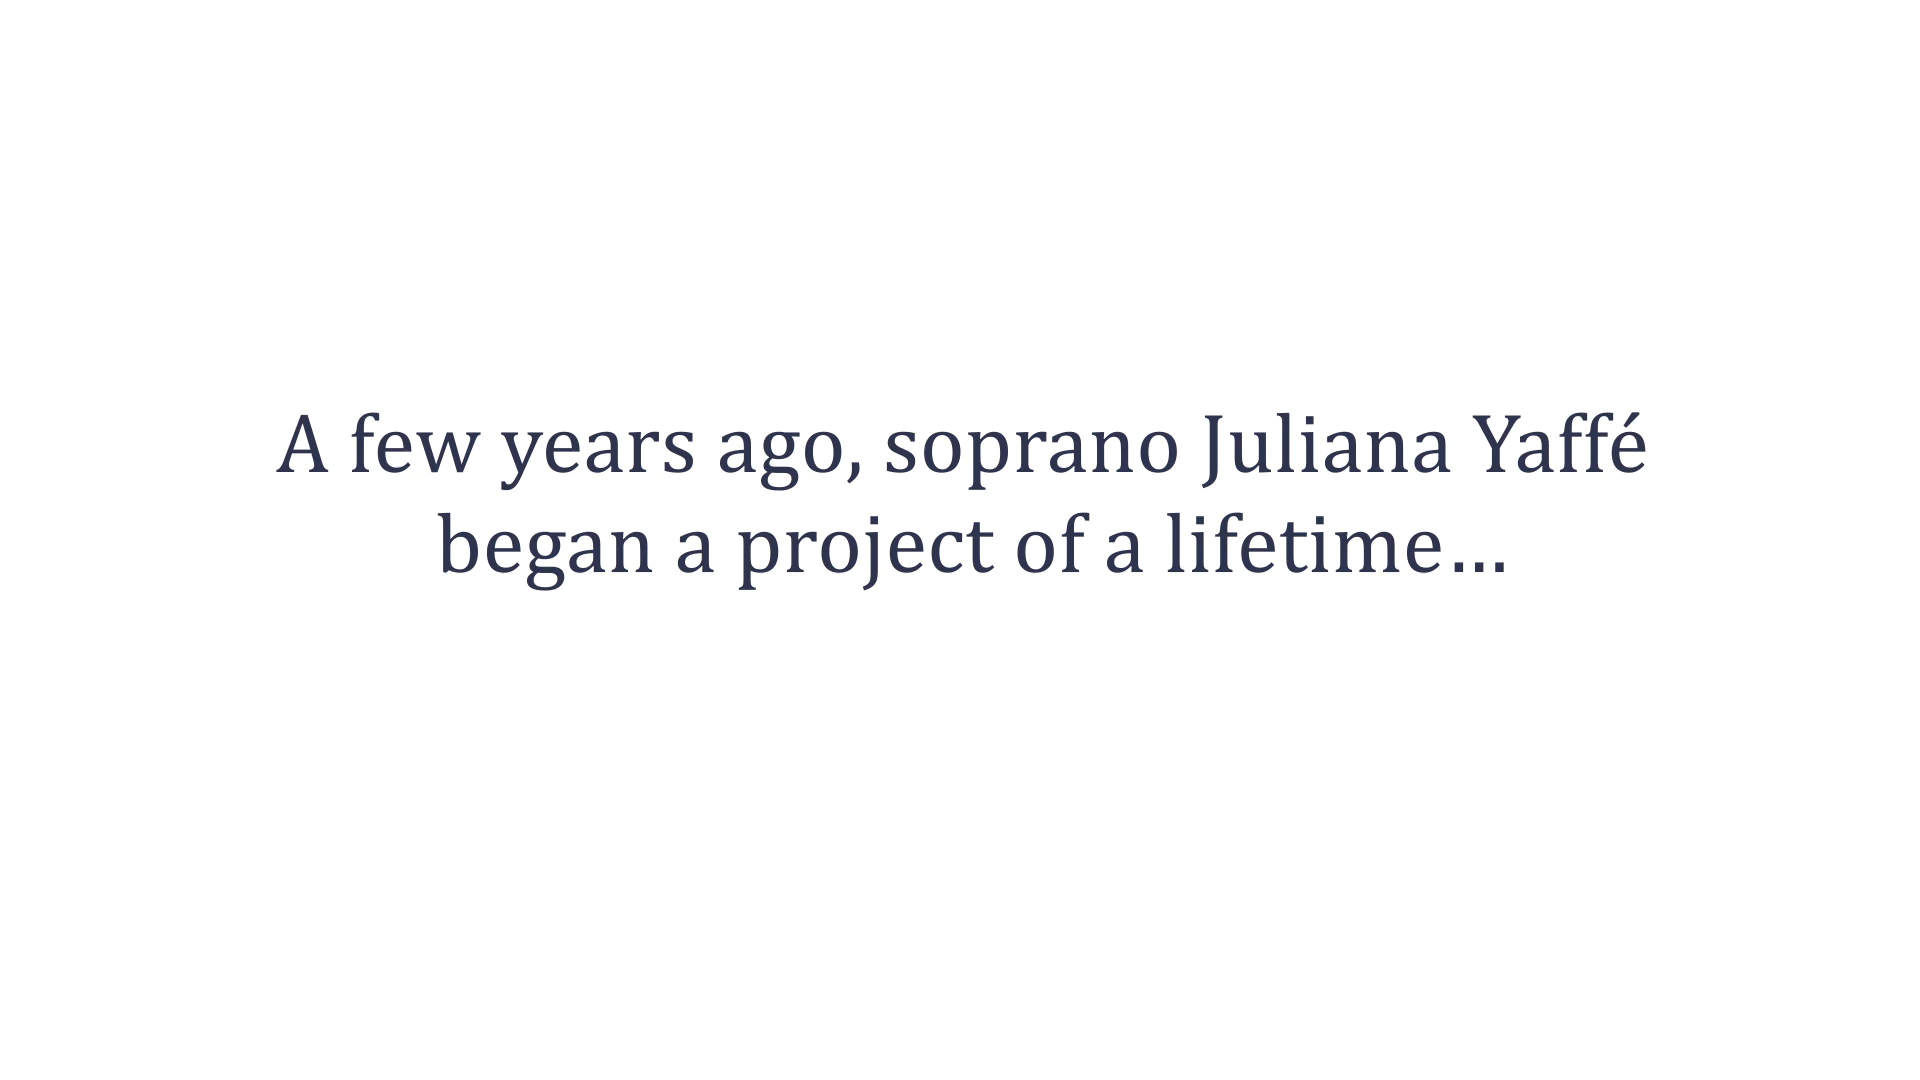 A few years ago, soprano Juliana Yaffé
began a project of a lifetime…